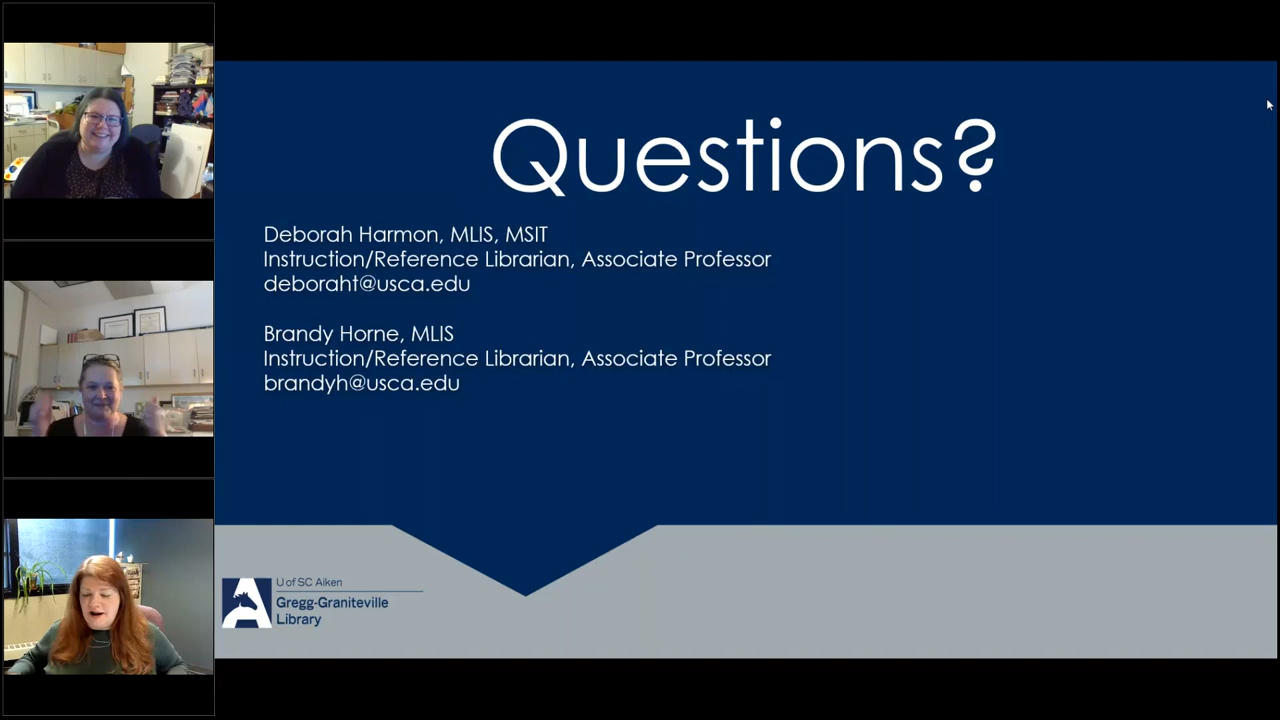 Questions?
Deborah Harmon, MLIS, MSIT
Instruction/Reference Librarian, Associate Professor
deboraht@usca.edu
Brandy Horne, MLIS
Instruction/Reference Librarian, Associate Professor
brandyh@usca.edu
U of SC Aiken
Gregg-Graniteville
Library